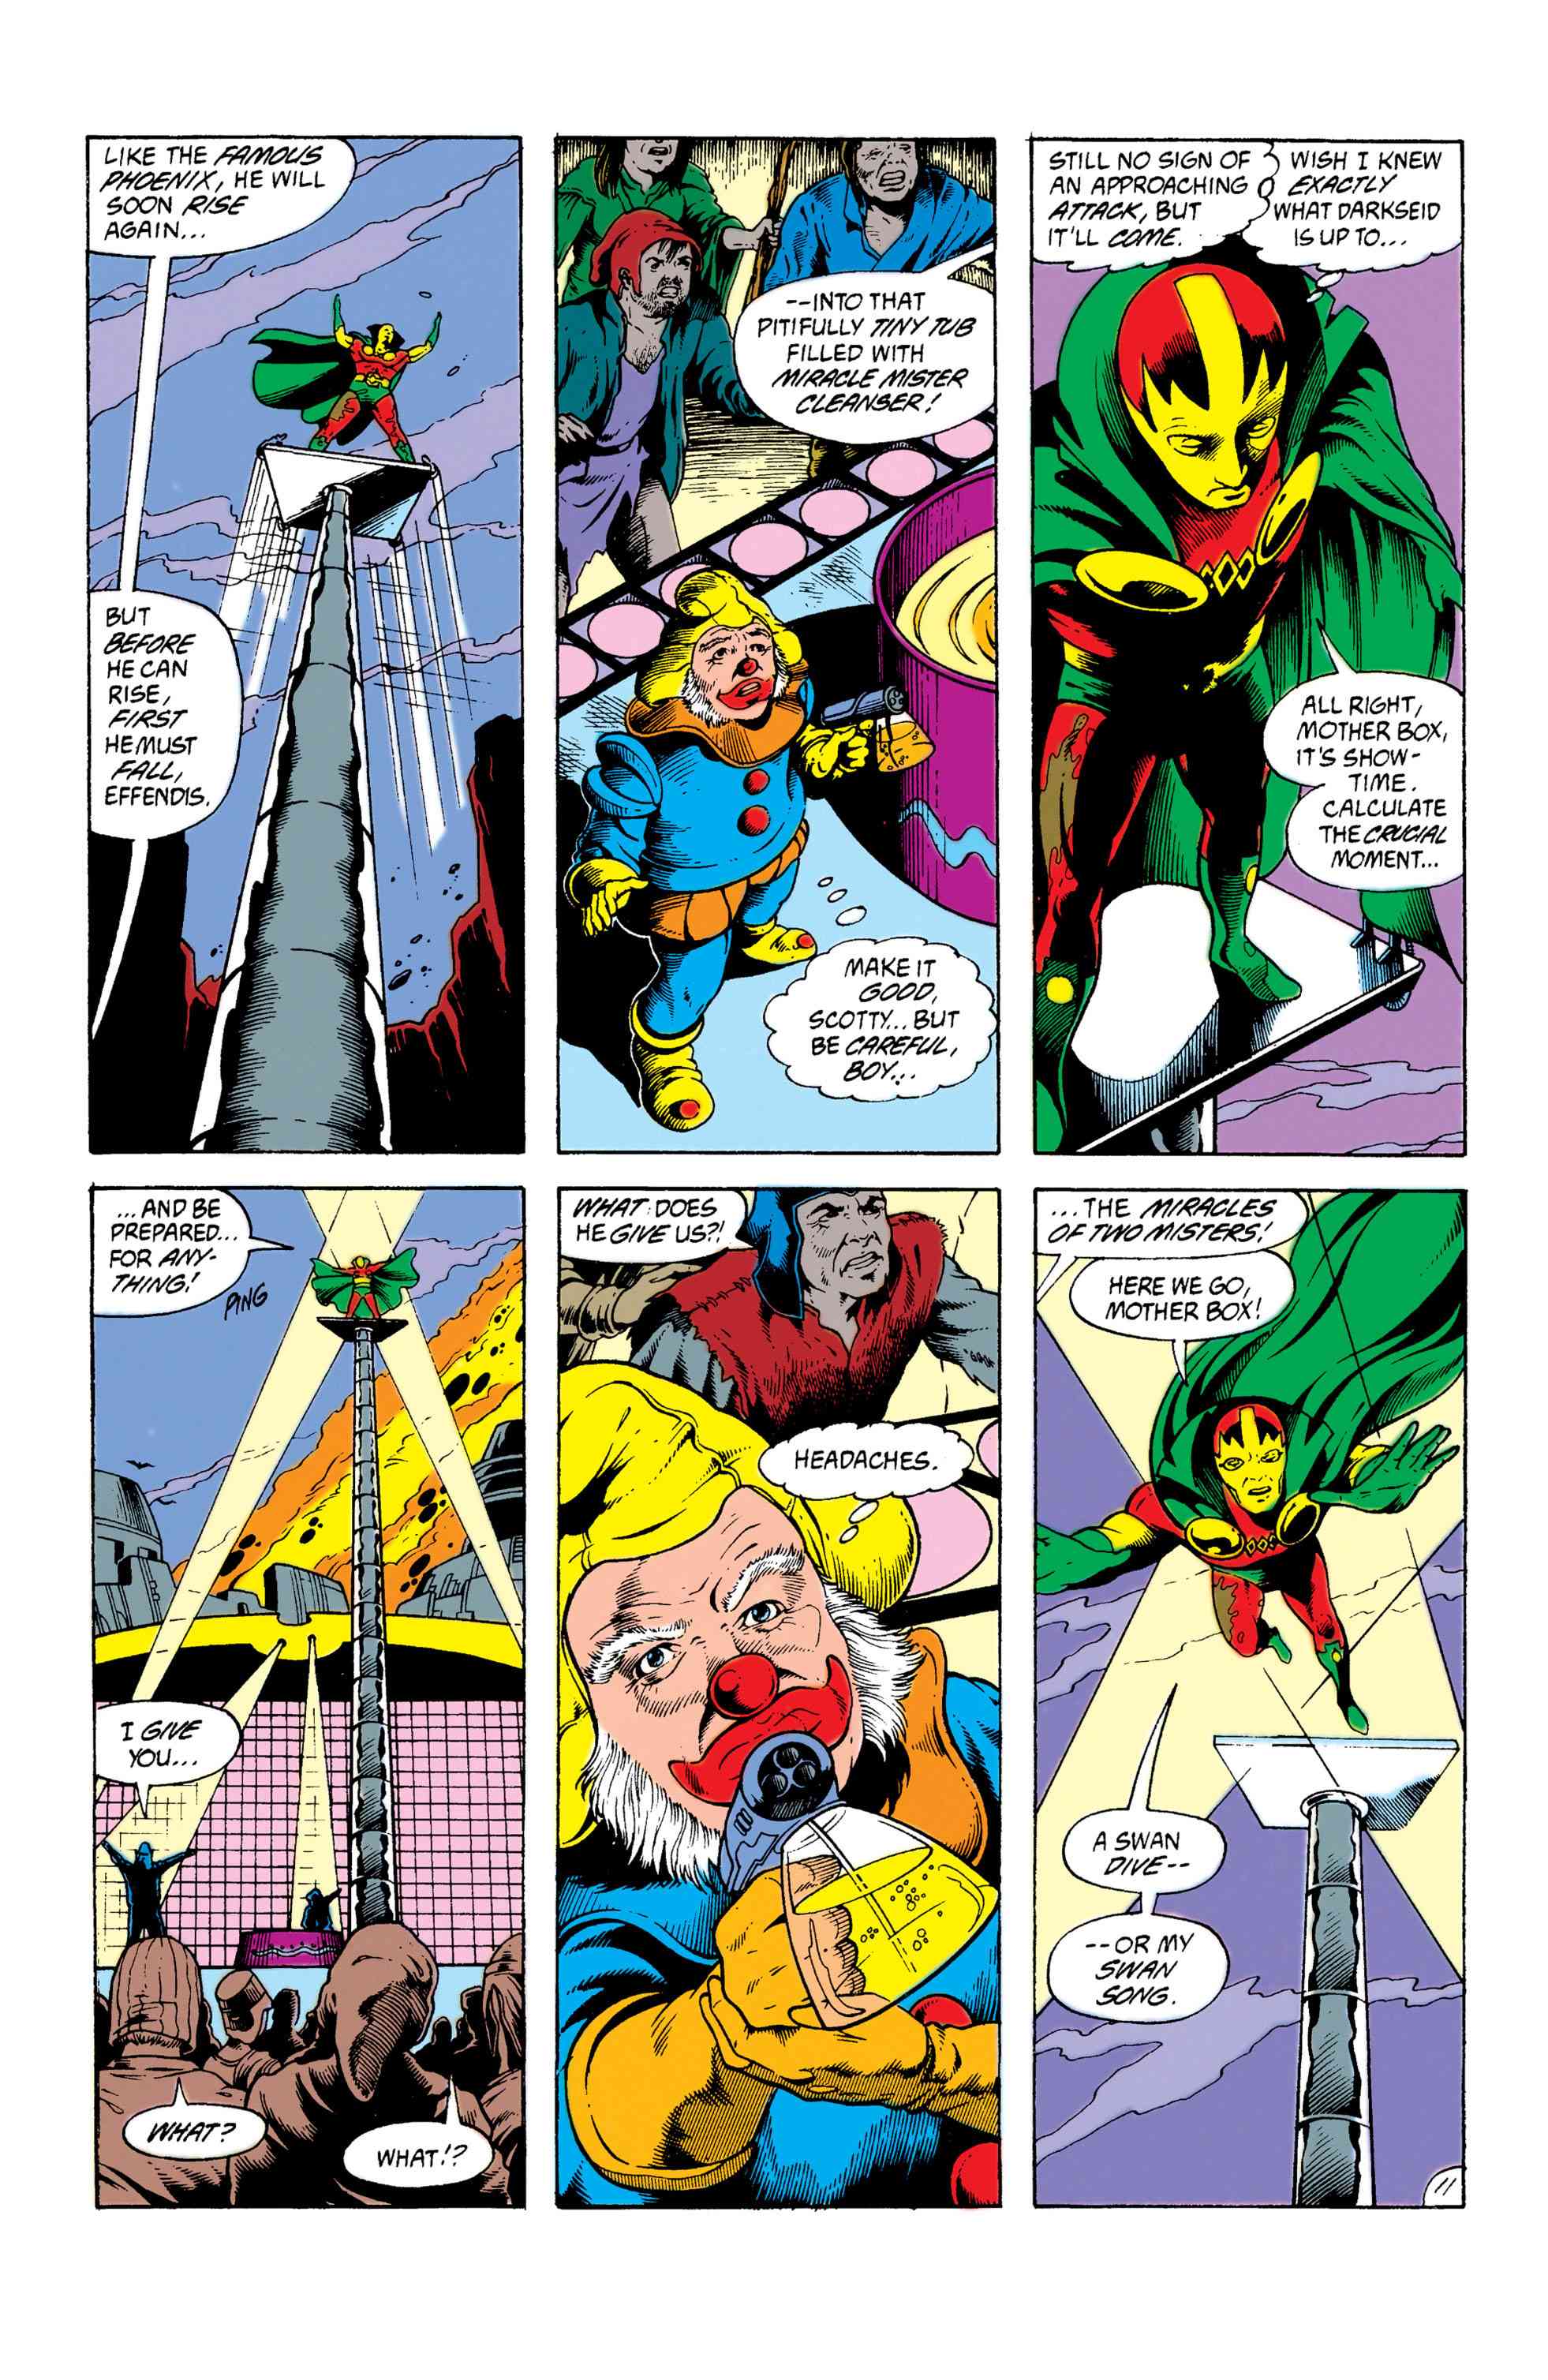 LIKE THE FAMOUS
PHOENIX, HE WILL
SOON RISE
AGAIN...
BUT
BEFORE
HE CAN
RISE,
FIRST
HE MUST
FALL,
EFFENDIS.
--INTO THAT
PITIFULLY TINY TUB
FILLED WITH
MIRACLE MISTER
CLEANSER!
MAKE IT
GOOD,
SCOTTY... BUT
BE CAREFUL,
BOY...
STILL NO SIGN OF
AN APPROACHING
ATTACK, BUT
IT'LL COME.
WISH I KNEW
EXACTLY
WHAT DARKSEID
IS UP TO...
ALL RIGHT,
MOTHER BOX,
IT'S SHOW-
TIME.
CALCULATE
THE CRUCIAL
MOMENT...
...AND BE
PREPARED...
FOR ANY-
THING!
PING
I GIVE
YOU...
WHAT?
WHAT!?
WHAT DOES
HE GIVE US?!
HEADACHES.
...THE MIRACLES
OF TWO MISTERS!
HERE WE GO,
MOTHER BOX!
A SWAN
DIVE--
--OR MY
SWAN
SONG.
11